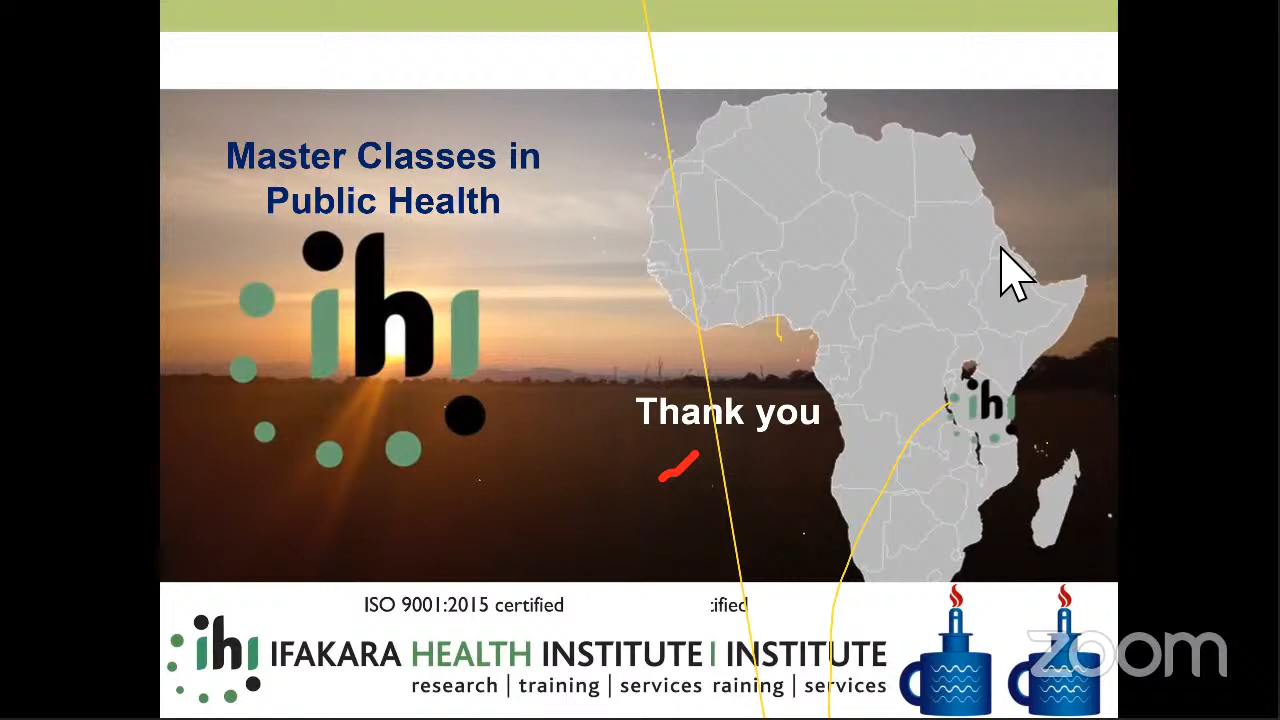 Master Classes in
Public Health
ihi
ihi
Thank you
ISO 9001:2015 certified
tified
ihi IFAKARA HEALTH INSTITUTE I INSTITUTE
research | training | services raining | services
zoom